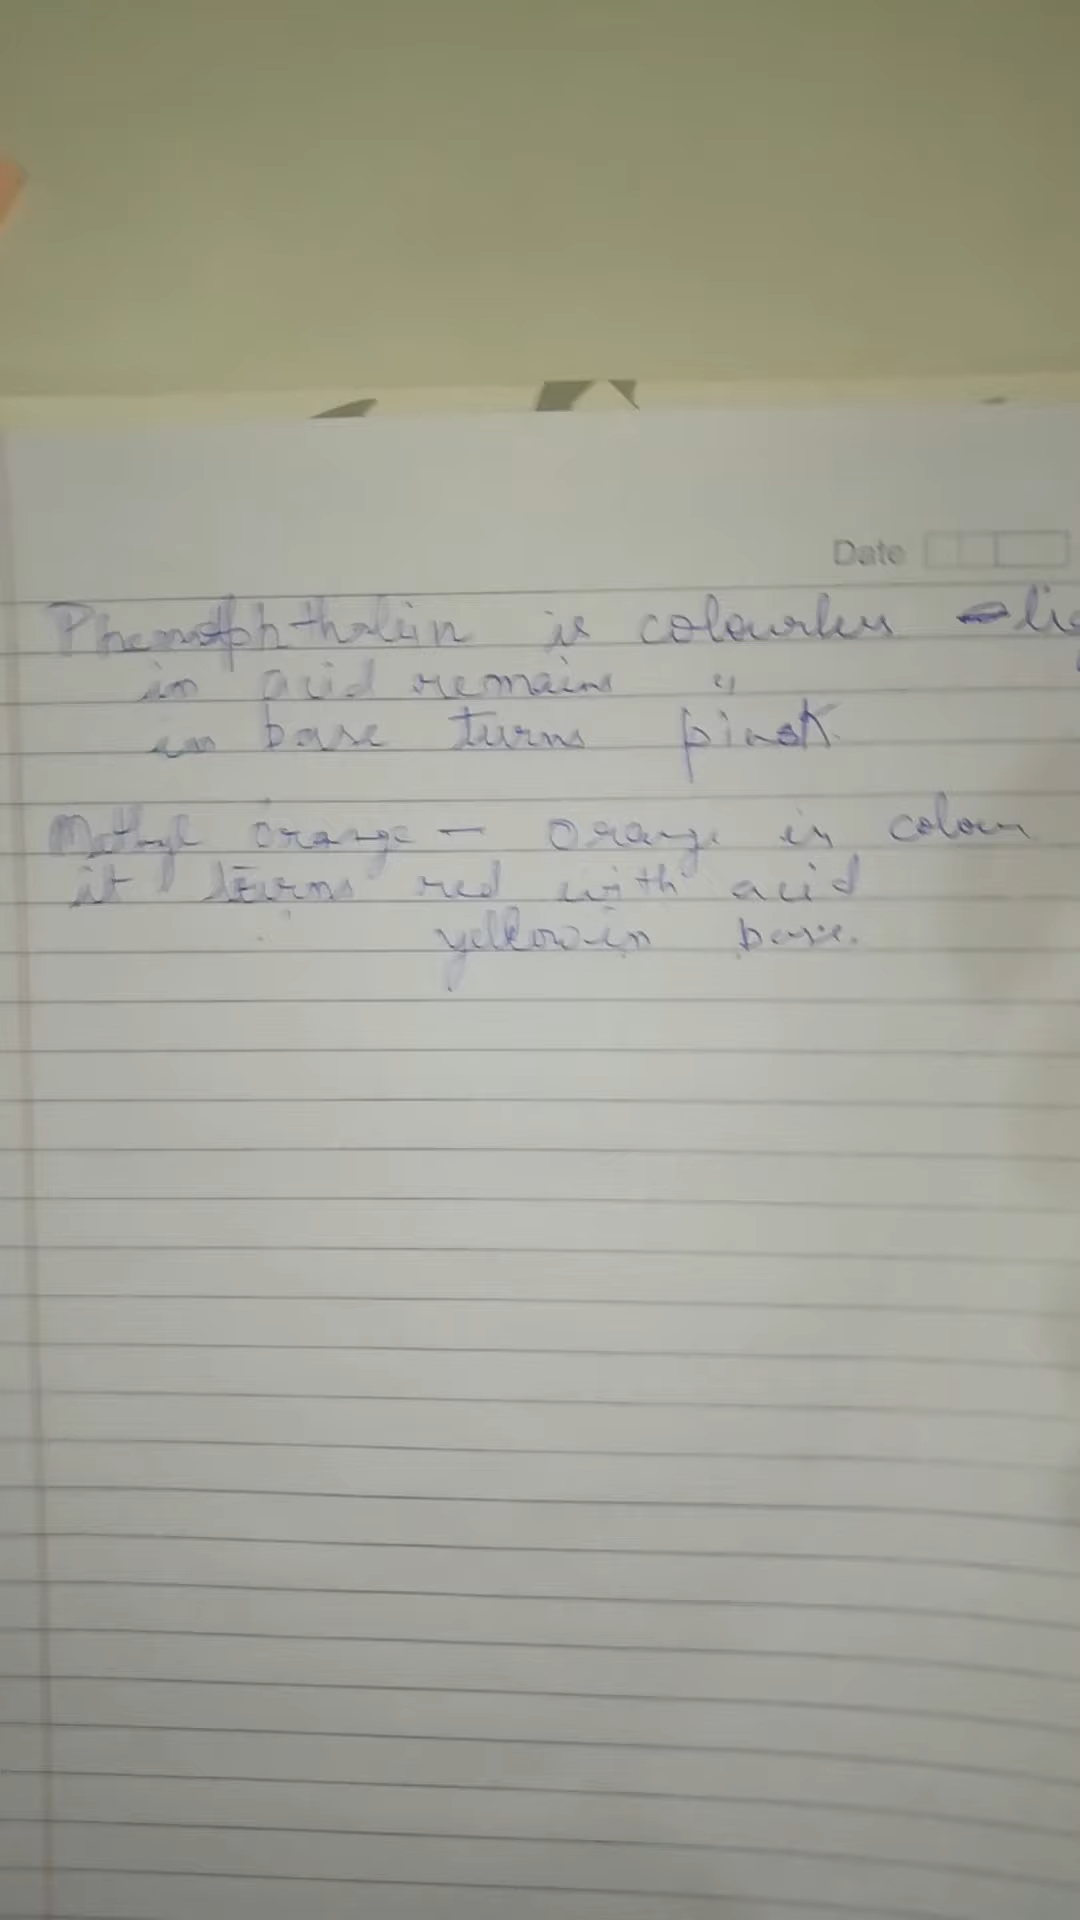 Date
Phenolphthalein is colourless
in acid remains "
in base turns pink.
Methyl orange - orange in colour
it turns red with acid
yellow in base.